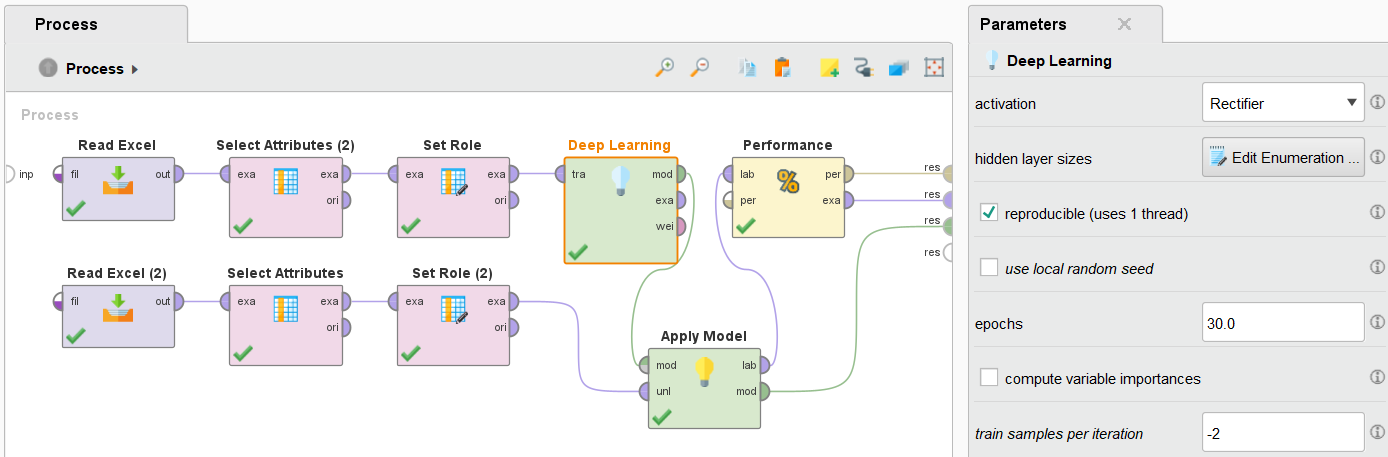 Process
Process
Process
inp
Read Excel
fil out
Select Attributes (2)
exa exa
ori
Set Role
exa exa
ori
Deep Learning
tra mod
exa
wei
Performance
lab per
per exa
res
res
res
res
Read Excel (2)
fil out
Select Attributes
exa exa
ori
Set Role (2)
exa exa
ori
Apply Model
mod lab
unl mod
Parameters
Deep Learning
activation Rectifier
hidden layer sizes Edit Enumeration ...
reproducible (uses 1 thread)
use local random seed
epochs 30.0
compute variable importances
train samples per iteration -2